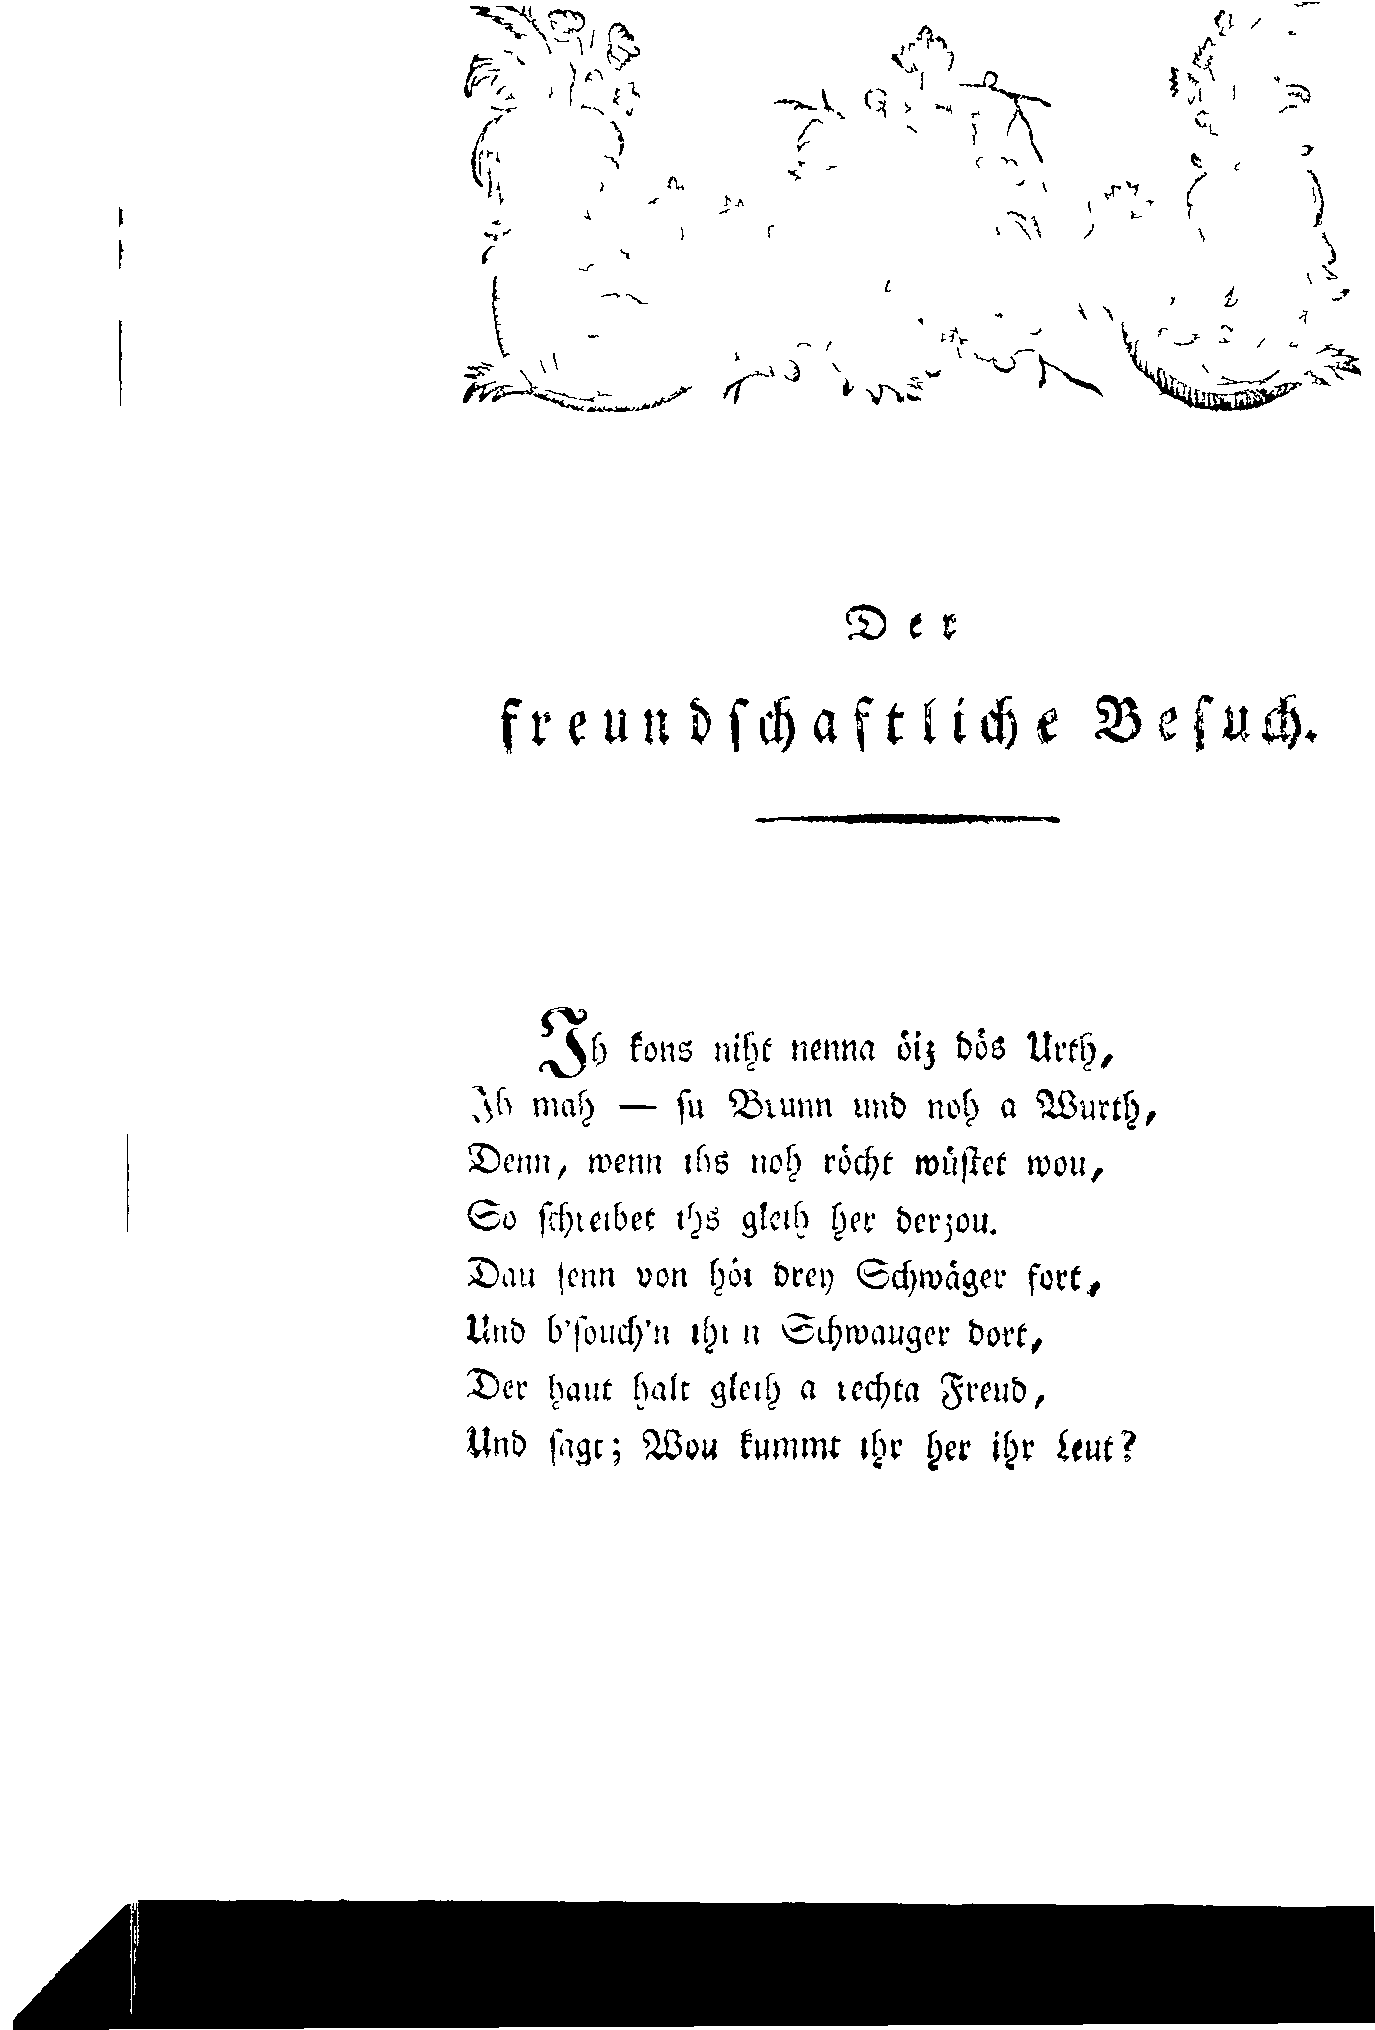 Der
freundschaftliche Besuch.
Ih kons niht nenna öiz dös Urth,
Ih mah — su Brunn und noh a Wurth,
Denn, wenn ihs noh röcht wüstet wou,
So schreibet ihs gleih her derzou.
Dau senn von höi drey Schwäger fort,
Und b'souch'n ihr n Schwauger dort,
Der haut halt gleih a rechta Freud,
Und sagt; Wou kummt ihr her ihr Leut?